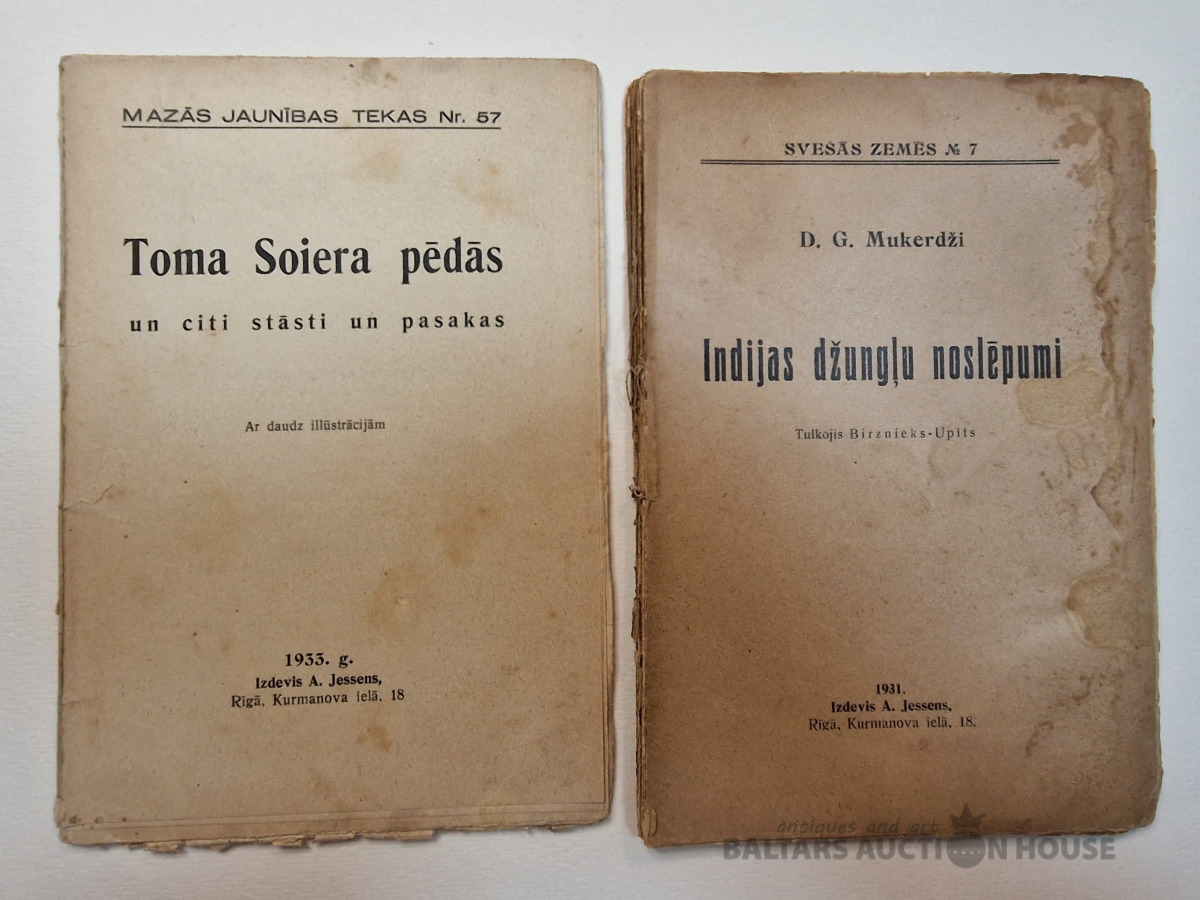 MAZĀS JAUNĪBAS TEKAS Nr. 57
Toma Soiera pēdās
un citi stāsti un pasakas
Ar daudz illūstrācijām
1933. g.
Izdevis A. Jessens,
Rīgā, Kurmanova ielā, 18
SVEŠĀS ZEMĒS № 7
D. G. Mukerdži
Indijas džungļu noslēpumi
Tulkojis Birznieks-Upīts
1931.
Izdevis A. Jessens,
Rīgā, Kurmanova ielā, 18.
antiques and art
BALTARS AUCTION HOUSE